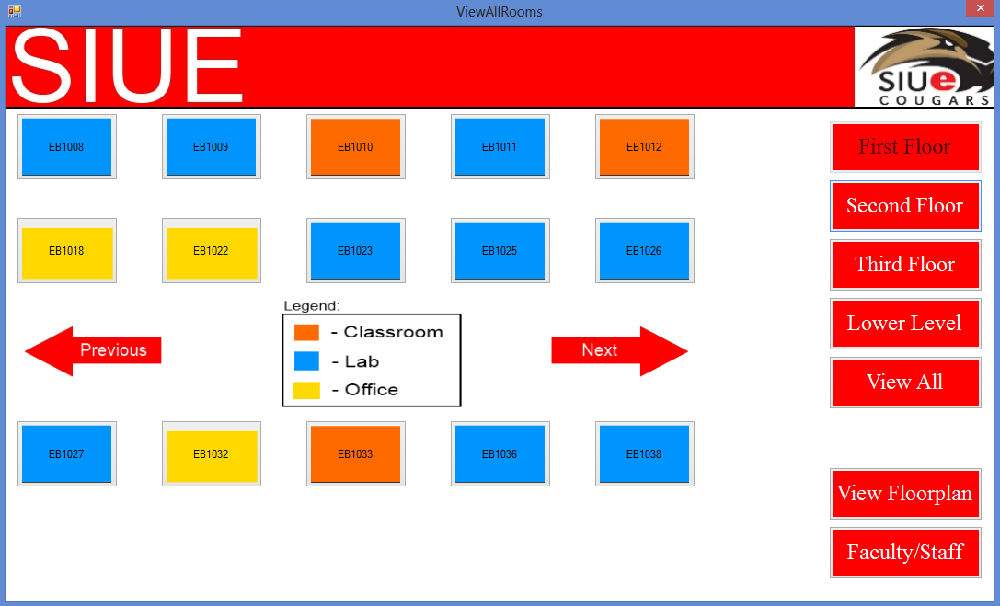 ViewAllRooms
SIUE
SIUe
COUGARS
EB1008 EB1009 EB1010 EB1011 EB1012
First Floor
Second Floor
EB1018 EB1022 EB1023 EB1025 EB1026
Third Floor
Legend:
Previous
- Classroom
- Lab
- Office
Next
Lower Level
View All
EB1027 EB1032 EB1033 EB1036 EB1038
View Floorplan
Faculty/Staff